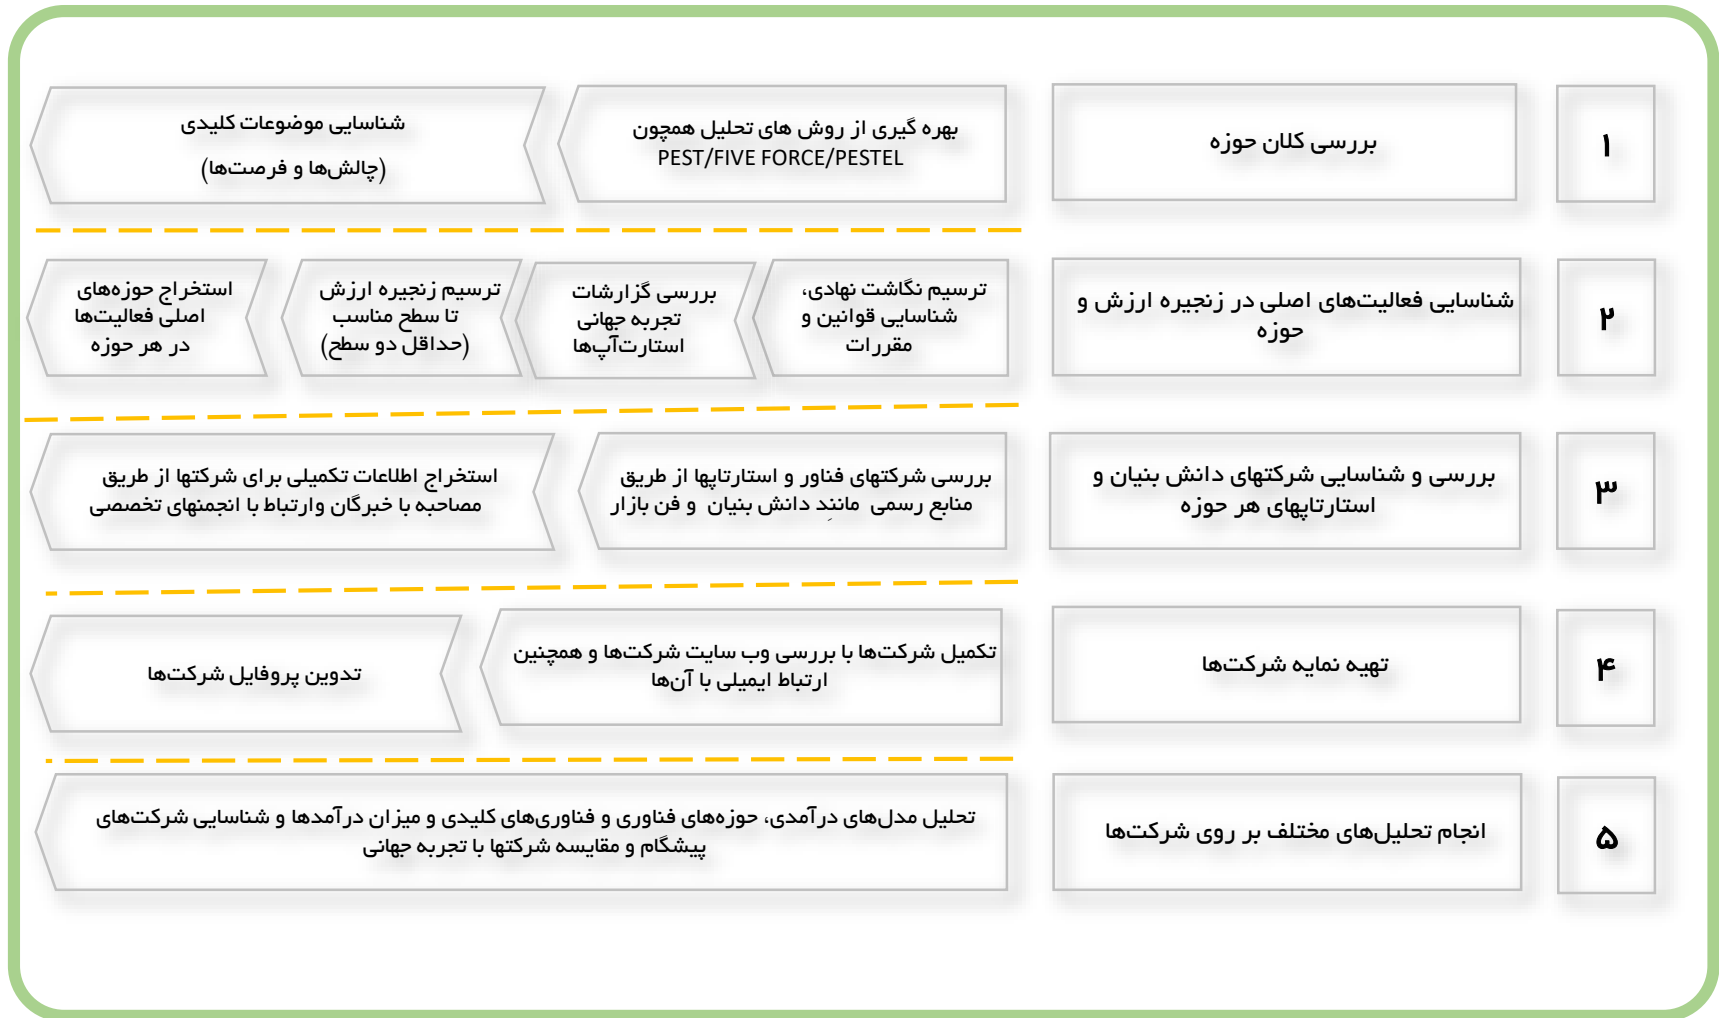 ۱
بررسی کلان حوزه
بهره گیری از روش های تحلیل همچون
PEST/FIVE FORCE/PESTEL
شناسایی موضوعات کلیدی
(چالش‌ها و فرصت‌ها)
۲
شناسایی فعالیت‌های اصلی در زنجیره ارزش و
حوزه
ترسیم نگاشت نهادی،
شناسایی قوانین و
مقررات
بررسی گزارشات
تجربه جهانی
استارت‌آپ‌ها
ترسیم زنجیره ارزش
تا سطح مناسب
(حداقل دو سطح)
استخراج حوزه‌های
اصلی فعالیت‌ها
در هر حوزه
۳
بررسی و شناسایی شرکتهای دانش بنیان و
استارتاپهای هر حوزه
بررسی شرکتهای فناور و استارتاپها از طریق
منابع رسمی مانندِ دانش بنیان و فن بازار
استخراج اطلاعات تکمیلی برای شرکتها از طریق
مصاحبه با خبرگان وارتباط با انجمنهای تخصصی
۴
تهیه نمایه شرکت‌ها
تکمیل شرکت‌ها با بررسی وب سایت شرکت‌ها و همچنین
ارتباط ایمیلی با آن‌ها
تدوین پروفایل شرکت‌ها
۵
انجام تحلیل‌های مختلف بر روی شرکت‌ها
تحلیل مدل‌های درآمدی، حوزه‌های فناوری و فناوری‌های کلیدی و میزان درآمدها و شناسایی شرکت‌های
پیشگام و مقایسه شرکتها با تجربه جهانی